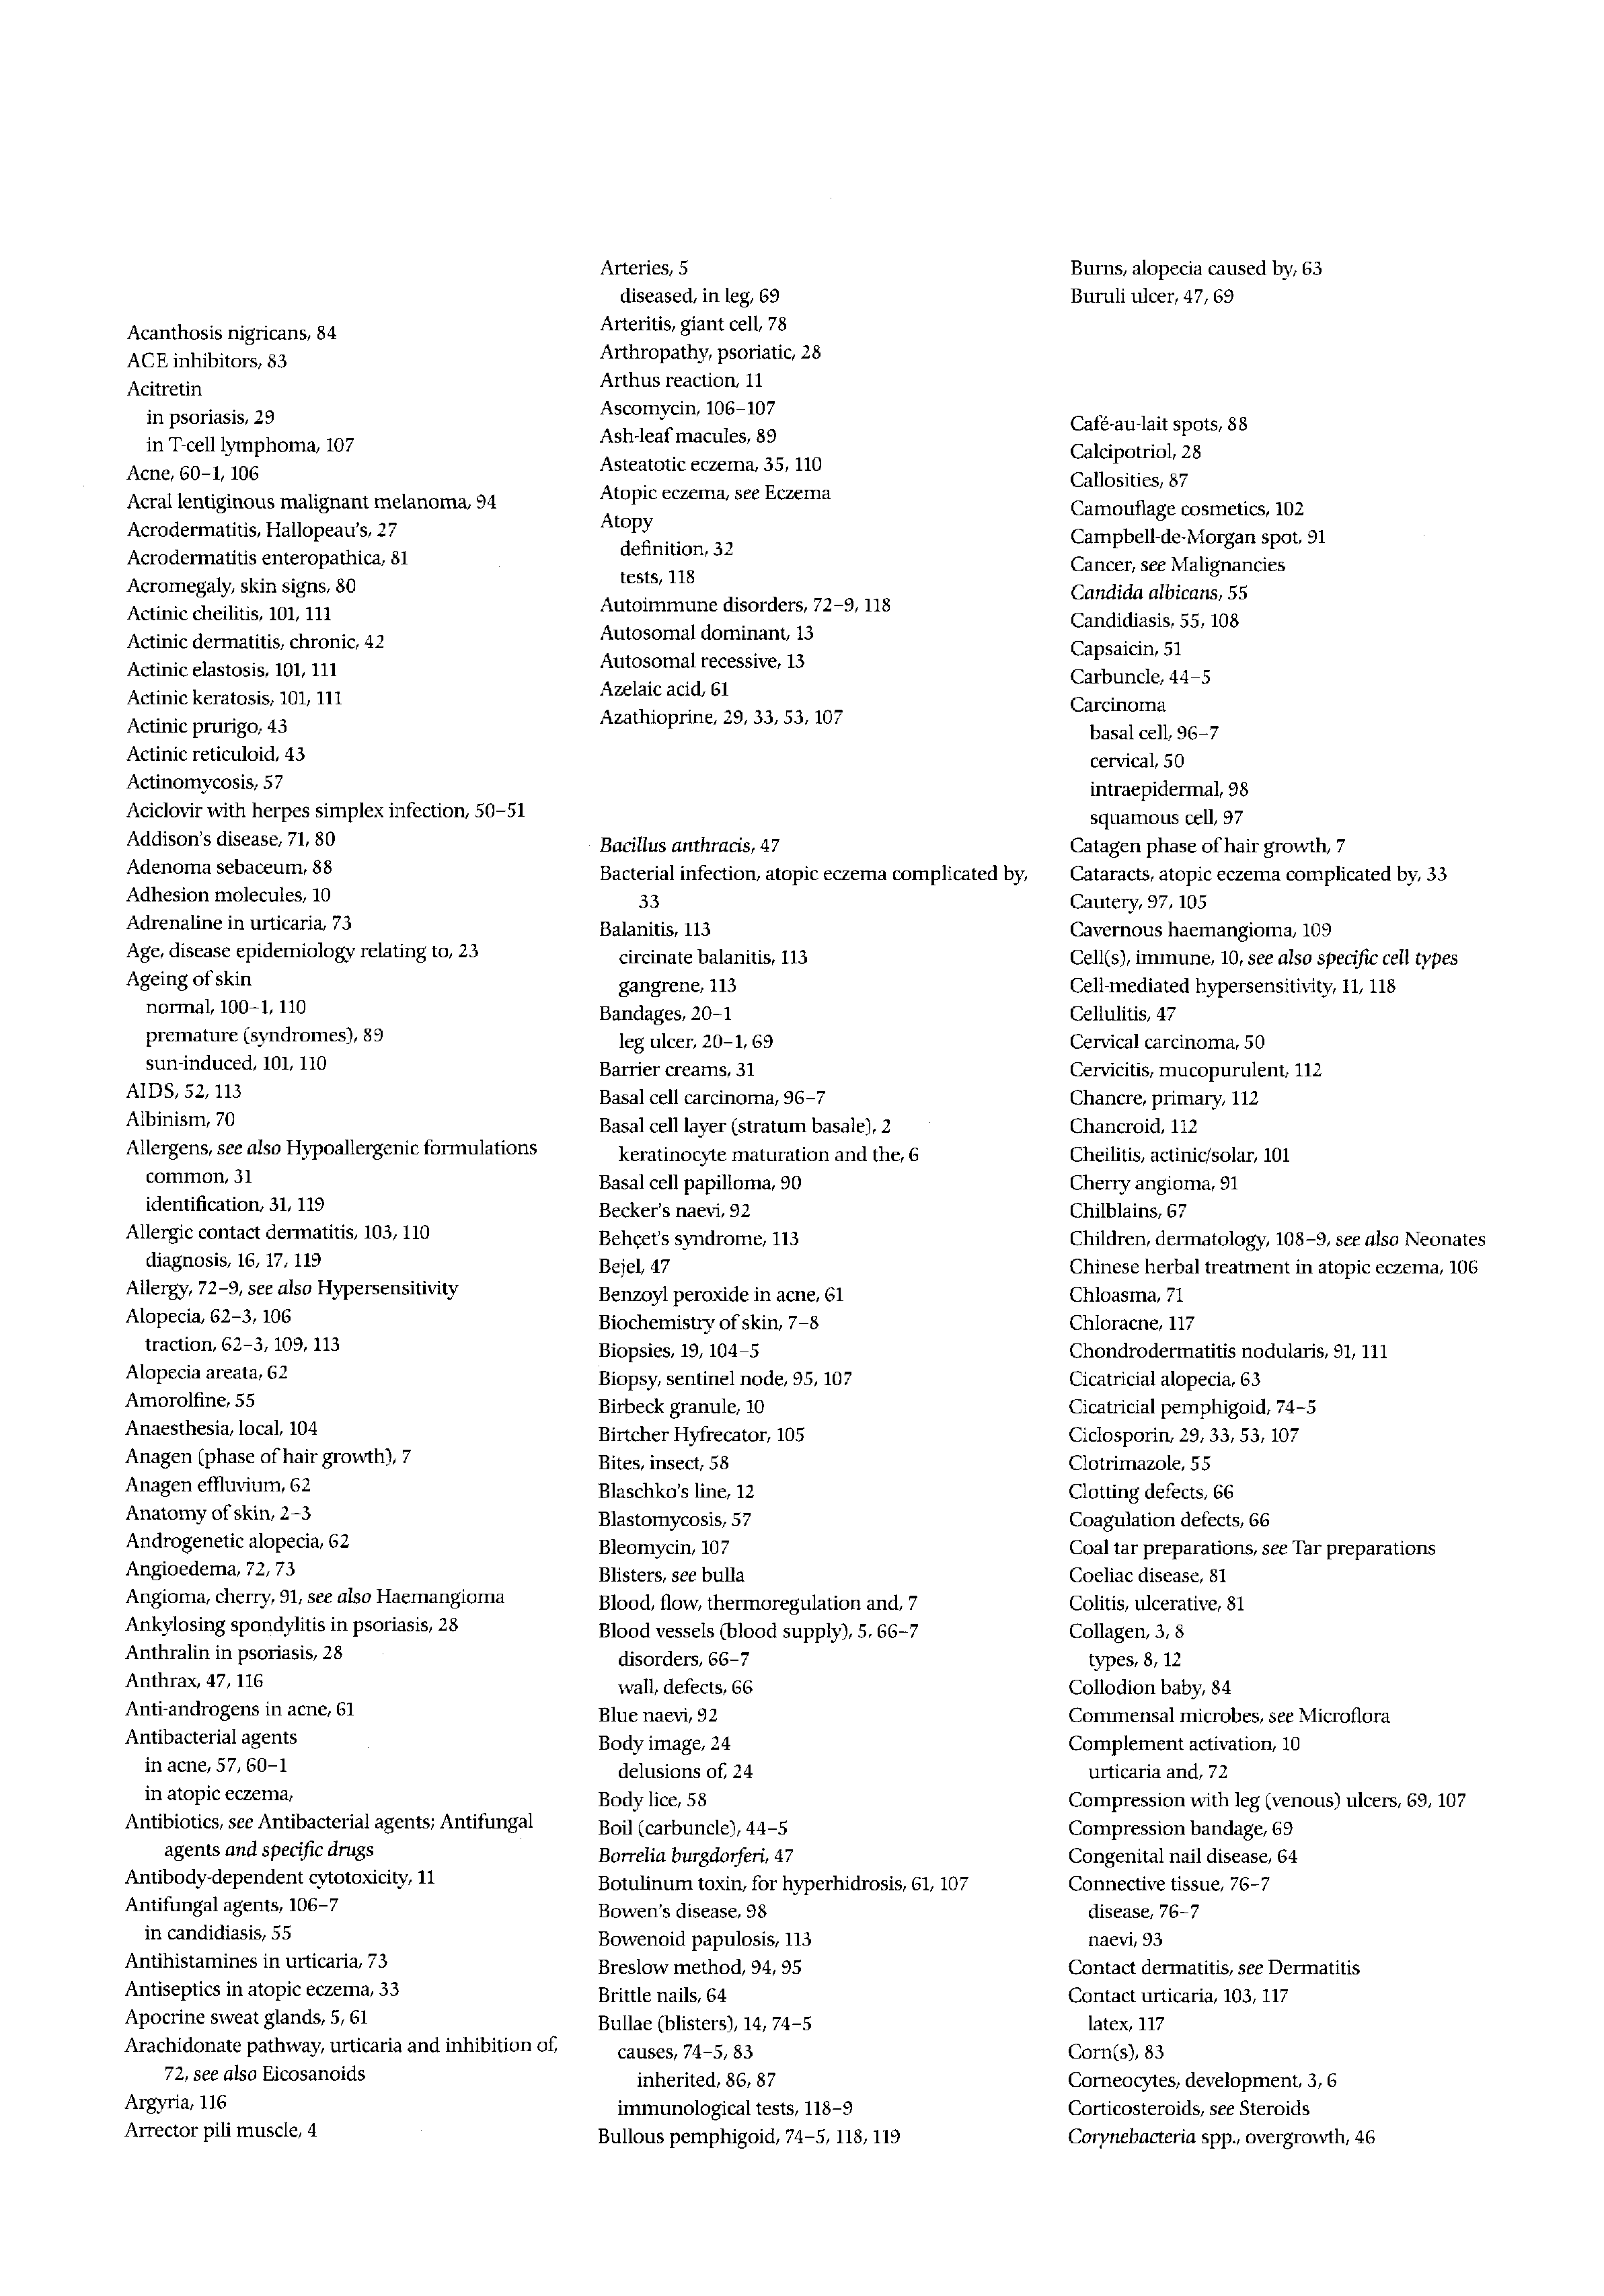 Acanthosis nigricans, 84
ACE inhibitors, 83
Acitretin
in psoriasis, 29
in T-cell lymphoma, 107
Acne, 60–1, 106
Acral lentiginous malignant melanoma, 94
Acrodermatitis, Hallopeau's, 27
Acrodermatitis enteropathica, 81
Acromegaly, skin signs, 80
Actinic cheilitis, 101, 111
Actinic dermatitis, chronic, 42
Actinic elastosis, 101, 111
Actinic keratosis, 101, 111
Actinic prurigo, 43
Actinic reticuloid, 43
Actinomycosis, 57
Aciclovir with herpes simplex infection, 50–51
Addison's disease, 71, 80
Adenoma sebaceum, 88
Adhesion molecules, 10
Adrenaline in urticaria, 73
Age, disease epidemiology relating to, 23
Ageing of skin
normal, 100–1, 110
premature (syndromes), 89
sun-induced, 101, 110
AIDS, 52, 113
Albinism, 70
Allergens, see also Hypoallergenic formulations
common, 31
identification, 31, 119
Allergic contact dermatitis, 103, 110
diagnosis, 16, 17, 119
Allergy, 72–9, see also Hypersensitivity
Alopecia, 62–3, 106
traction, 62–3, 109, 113
Alopecia areata, 62
Amorolfine, 55
Anaesthesia, local, 104
Anagen (phase of hair growth), 7
Anagen effluvium, 62
Anatomy of skin, 2–3
Androgenetic alopecia, 62
Angioedema, 72, 73
Angioma, cherry, 91, see also Haemangioma
Ankylosing spondylitis in psoriasis, 28
Anthralin in psoriasis, 28
Anthrax, 47, 116
Anti-androgens in acne, 61
Antibacterial agents
in acne, 57, 60–1
in atopic eczema,
Antibiotics, see Antibacterial agents; Antifungal
agents and specific drugs
Antibody-dependent cytotoxicity, 11
Antifungal agents, 106–7
in candidiasis, 55
Antihistamines in urticaria, 73
Antiseptics in atopic eczema, 33
Apocrine sweat glands, 5, 61
Arachidonate pathway, urticaria and inhibition of,
72, see also Eicosanoids
Argyria, 116
Arrector pili muscle, 4
Arteries, 5
diseased, in leg, 69
Arteritis, giant cell, 78
Arthropathy, psoriatic, 28
Arthus reaction, 11
Ascomycin, 106–107
Ash-leaf macules, 89
Asteatotic eczema, 35, 110
Atopic eczema, see Eczema
Atopy
definition, 32
tests, 118
Autoimmune disorders, 72–9, 118
Autosomal dominant, 13
Autosomal recessive, 13
Azelaic acid, 61
Azathioprine, 29, 33, 53, 107
Bacillus anthracis, 47
Bacterial infection, atopic eczema complicated by,
33
Balanitis, 113
circinate balanitis, 113
gangrene, 113
Bandages, 20–1
leg ulcer, 20–1, 69
Barrier creams, 31
Basal cell carcinoma, 96–7
Basal cell layer (stratum basale), 2
keratinocyte maturation and the, 6
Basal cell papilloma, 90
Becker's naevi, 92
Behçet's syndrome, 113
Bejel, 47
Benzoyl peroxide in acne, 61
Biochemistry of skin, 7–8
Biopsies, 19, 104–5
Biopsy, sentinel node, 95, 107
Birbeck granule, 10
Birtcher Hyfrecator, 105
Bites, insect, 58
Blaschko's line, 12
Blastomycosis, 57
Bleomycin, 107
Blisters, see bulla
Blood, flow, thermoregulation and, 7
Blood vessels (blood supply), 5, 66–7
disorders, 66–7
wall, defects, 66
Blue naevi, 92
Body image, 24
delusions of, 24
Body lice, 58
Boil (carbuncle), 44–5
Borrelia burgdorferi, 47
Botulinum toxin, for hyperhidrosis, 61, 107
Bowen's disease, 98
Bowenoid papulosis, 113
Breslow method, 94, 95
Brittle nails, 64
Bullae (blisters), 14, 74–5
causes, 74–5, 83
inherited, 86, 87
immunological tests, 118–9
Bullous pemphigoid, 74–5, 118, 119
Burns, alopecia caused by, 63
Buruli ulcer, 47, 69
Café-au-lait spots, 88
Calcipotriol, 28
Callosities, 87
Camouflage cosmetics, 102
Campbell-de-Morgan spot, 91
Cancer, see Malignancies
Candida albicans, 55
Candidiasis, 55, 108
Capsaicin, 51
Carbuncle, 44–5
Carcinoma
basal cell, 96–7
cervical, 50
intraepidermal, 98
squamous cell, 97
Catagen phase of hair growth, 7
Cataracts, atopic eczema complicated by, 33
Cautery, 97, 105
Cavernous haemangioma, 109
Cell(s), immune, 10, see also specific cell types
Cell-mediated hypersensitivity, 11, 118
Cellulitis, 47
Cervical carcinoma, 50
Cervicitis, mucopurulent, 112
Chancre, primary, 112
Chancroid, 112
Cheilitis, actinic/solar, 101
Cherry angioma, 91
Chilblains, 67
Children, dermatology, 108–9, see also Neonates
Chinese herbal treatment in atopic eczema, 106
Chloasma, 71
Chloracne, 117
Chondrodermatitis nodularis, 91, 111
Cicatricial alopecia, 63
Cicatricial pemphigoid, 74–5
Ciclosporin, 29, 33, 53, 107
Clotrimazole, 55
Clotting defects, 66
Coagulation defects, 66
Coal tar preparations, see Tar preparations
Coeliac disease, 81
Colitis, ulcerative, 81
Collagen, 3, 8
types, 8, 12
Collodion baby, 84
Commensal microbes, see Microflora
Complement activation, 10
urticaria and, 72
Compression with leg (venous) ulcers, 69, 107
Compression bandage, 69
Congenital nail disease, 64
Connective tissue, 76–7
disease, 76–7
naevi, 93
Contact dermatitis, see Dermatitis
Contact urticaria, 103, 117
latex, 117
Corn(s), 83
Corneocytes, development, 3, 6
Corticosteroids, see Steroids
Corynebacteria spp., overgrowth, 46